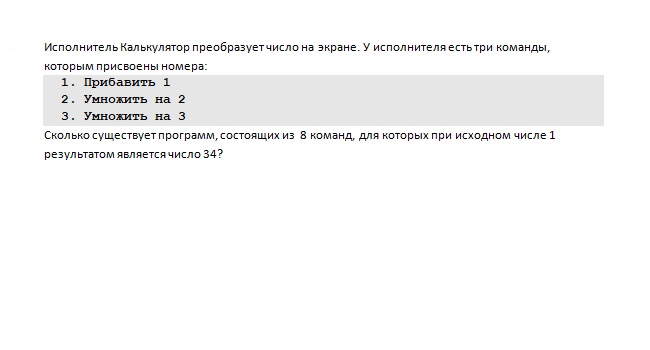 Исполнитель Калькулятор преобразует число на экране. У исполнителя есть три команды,
которым присвоены номера:
1. Прибавить 1
2. Умножить на 2
3. Умножить на 3
Сколько существует программ, состоящих из 8 команд, для которых при исходном числе 1
результатом является число 34?